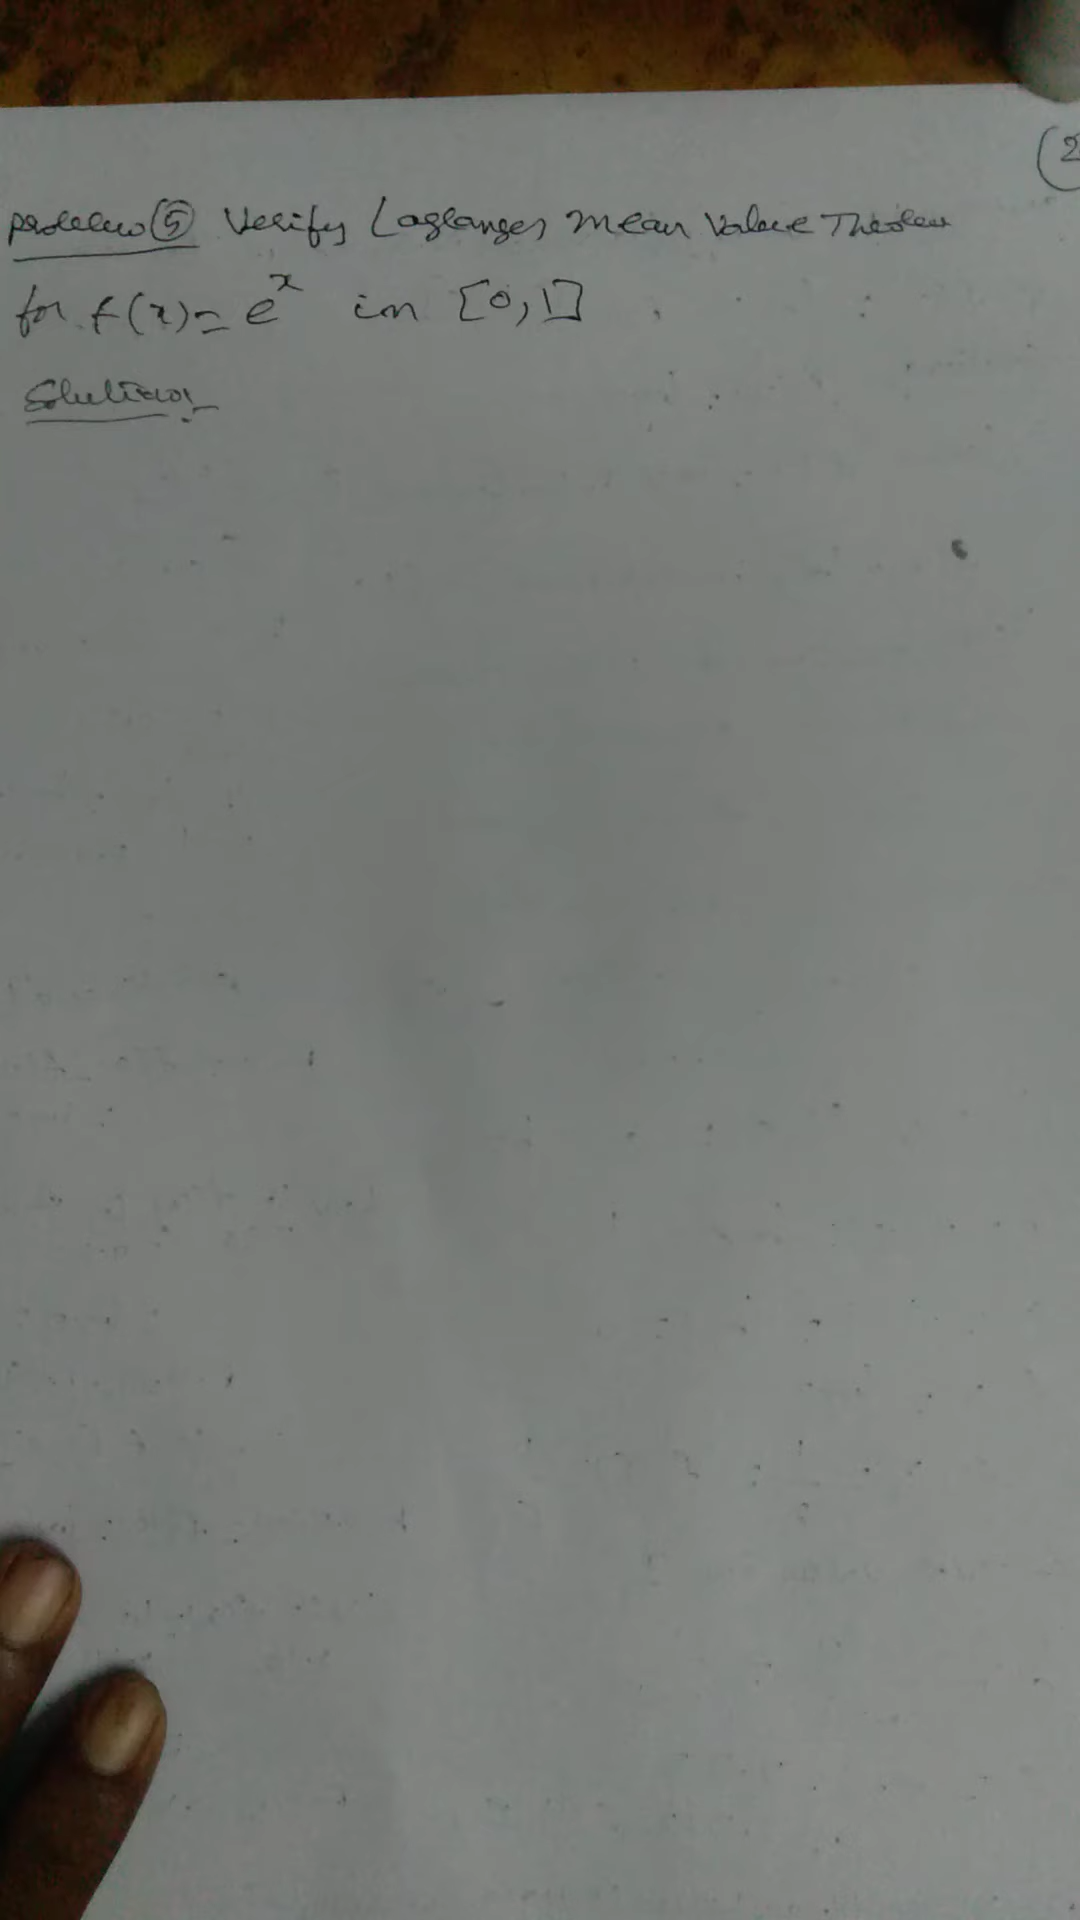 (2
Problem (5) Verify Lagranges Mean Value Theorem
for f(x) = e^x in [0,1]
Solution:-